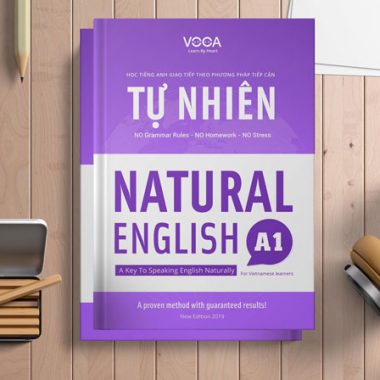 VOCA
Learn By Heart
HỌC TIẾNG ANH GIAO TIẾP THEO PHƯƠNG PHÁP TIẾP CẬN
TỰ NHIÊN
NO Grammar Rules - NO Homework - NO Stress
NATURAL
ENGLISH A1
A Key To Speaking English Naturally
For Vietnamese learners
A proven method with guaranteed results!
New Edition 2019